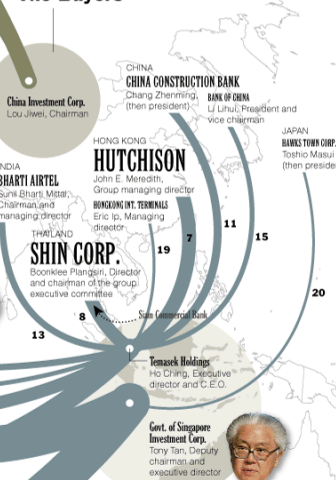 The Buyers
China Investment Corp.
Lou Jiwei, Chairman
CHINA
CHINA CONSTRUCTION BANK
Chang Zhenming,
(then president)
BANK OF CHINA
Li Lihui, President and
vice chairman
JAPAN
HAWKS TOWN CORP.
Toshio Masui
(then preside
HONG KONG
HUTCHISON
John E. Meredith,
Group managing director
HONGKONG INT. TERMINALS
Eric Ip, Managing
director
NDIA
BHARTI AIRTEL
Sunil Bharti Mittal,
Chairman and
managing director
THAILAND
SHIN CORP.
Boonklee Plangsiri, Director
and chairman of the group
executive committee
19
7
11
15
20
8
Siam Commercial Bank
13
Temasek Holdings
Ho Ching, Executive
director and C.E.O.
Govt. of Singapore
Investment Corp.
Tony Tan, Deputy
chairman and
executive director